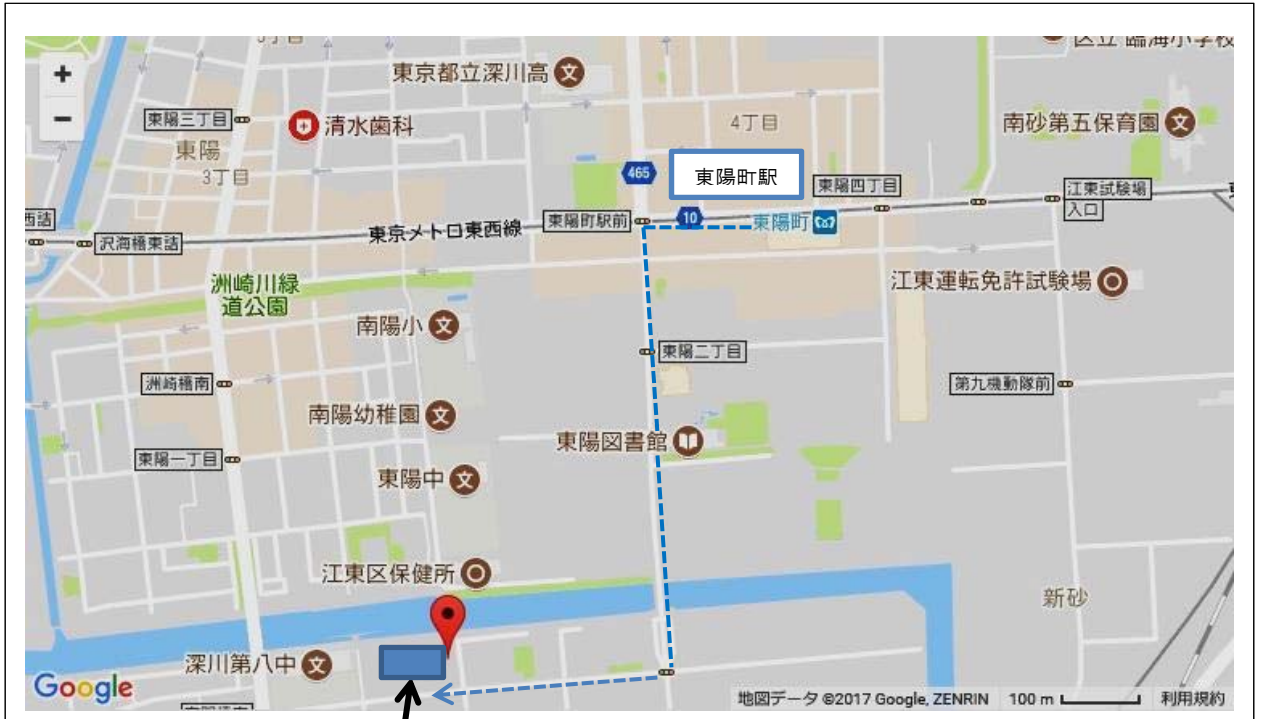 +
−
3丁目
東京都立深川高
区立 臨海小学校
東陽三丁目
清水歯科
4丁目
南砂第五保育園
東陽
3丁目
465
東陽町駅
東陽四丁目
江東試験場
入口
西詰
沢海橋東詰
東京メトロ東西線
東陽町駅前
10
東陽町
洲崎川緑
道公園
江東運転免許試験場
南陽小
東陽二丁目
洲崎橋南
第九機動隊前
南陽幼稚園
東陽図書館
東陽一丁目
東陽中
江東区保健所
新砂
深川第八中
Google
地図データ ©2017 Google, ZENRIN
100 m
利用規約